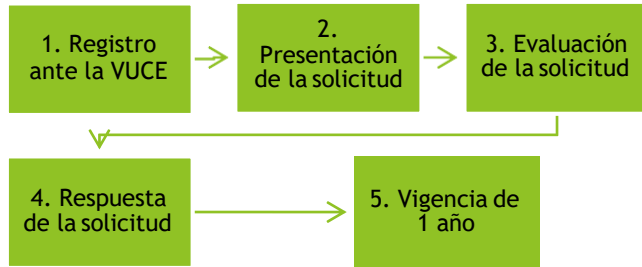 1. Registro
ante la VUCE
2.
Presentación
de la solicitud
3. Evaluación
de la solicitud
4. Respuesta
de la solicitud
5. Vigencia de
1 año